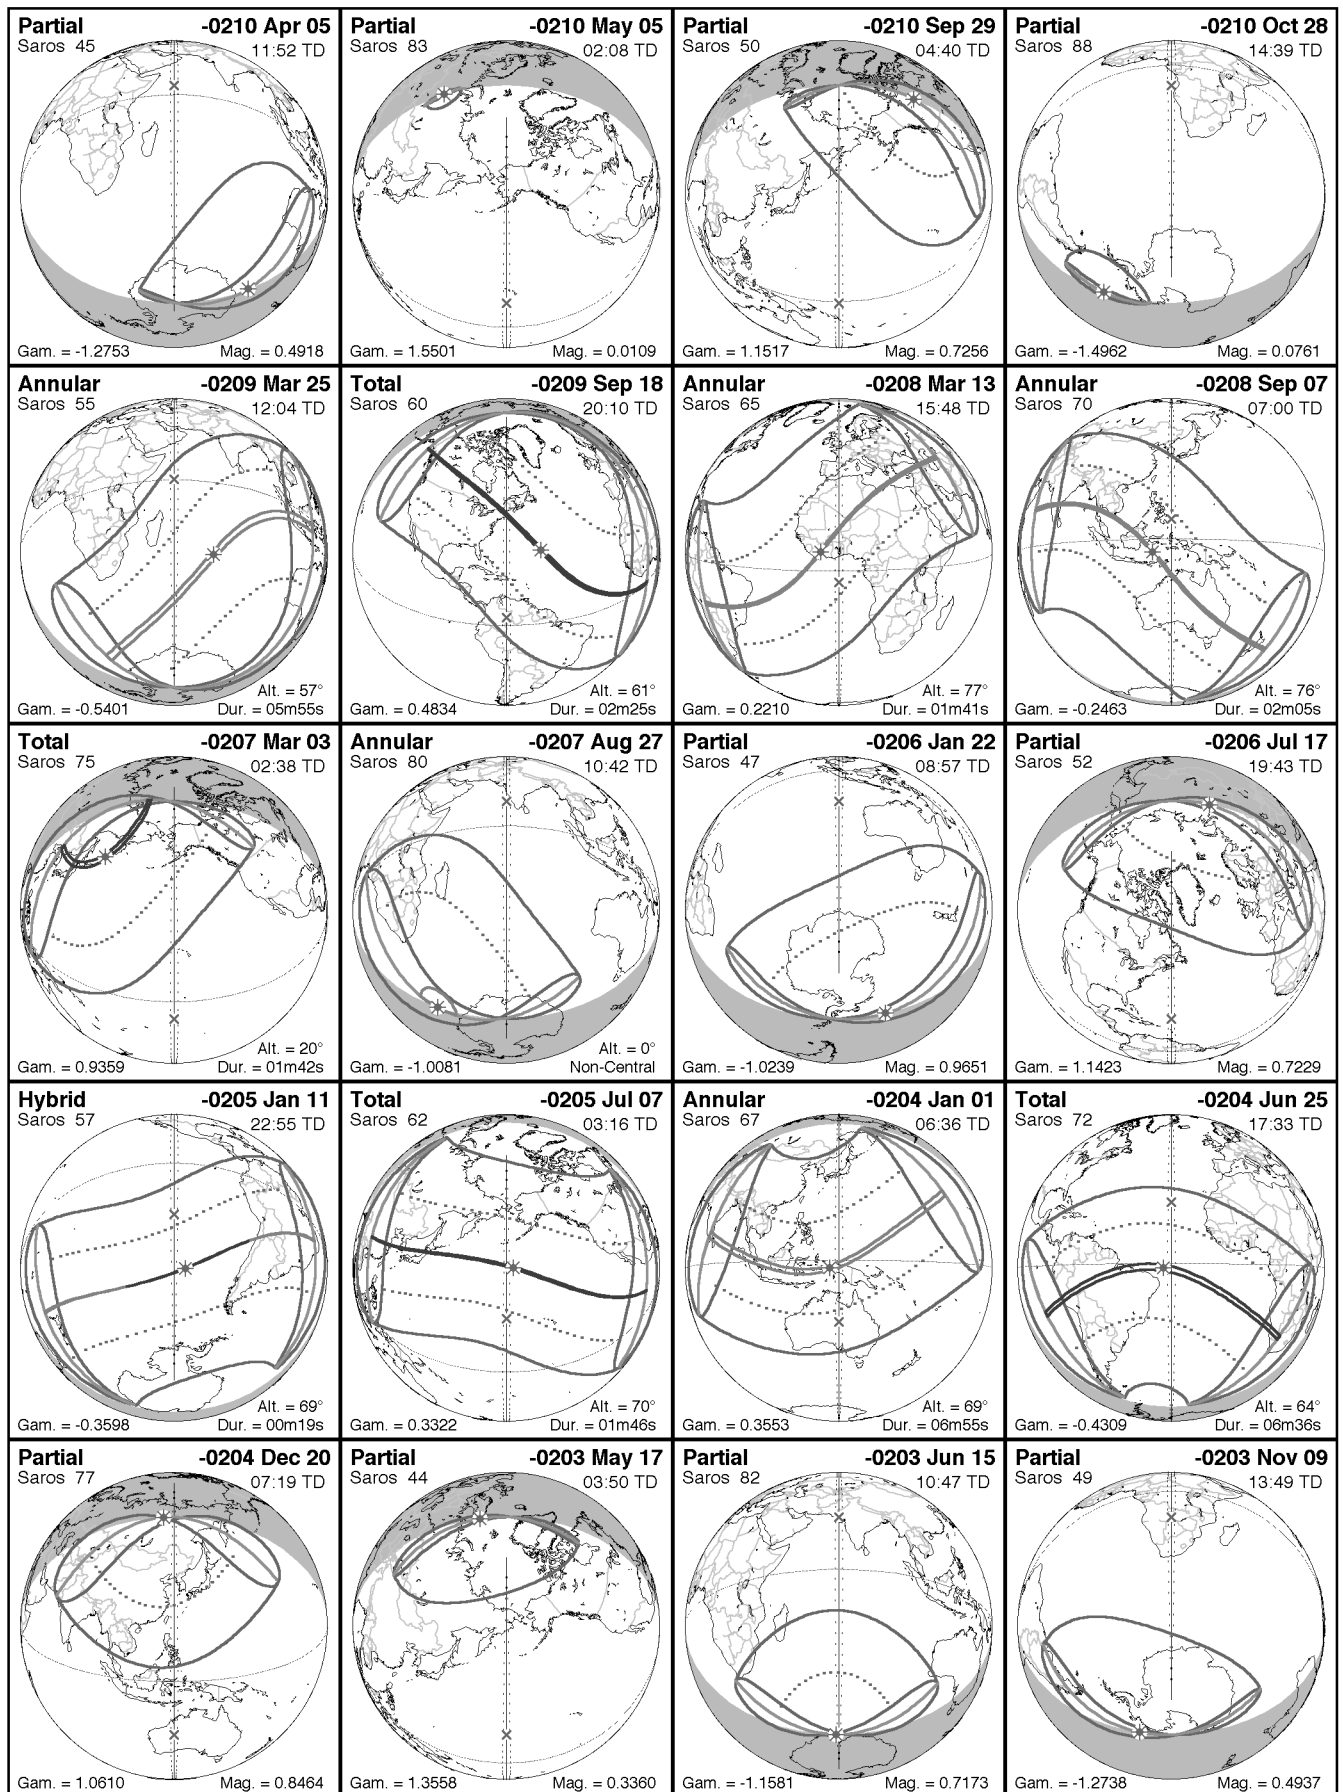 Partial -0210 Apr 05
Saros 45 11:52 TD
Gam. = -1.2753 Mag. = 0.4918
Partial -0210 May 05
Saros 83 02:08 TD
Gam. = 1.5501 Mag. = 0.0109
Partial -0210 Sep 29
Saros 50 04:40 TD
Gam. = 1.1517 Mag. = 0.7256
Partial -0210 Oct 28
Saros 88 14:39 TD
Gam. = -1.4962 Mag. = 0.0761
Annular -0209 Mar 25
Saros 55 12:04 TD
Alt. = 57°
Gam. = -0.5401 Dur. = 05m55s
Total -0209 Sep 18
Saros 60 20:10 TD
Alt. = 61°
Gam. = 0.4834 Dur. = 02m25s
Annular -0208 Mar 13
Saros 65 15:48 TD
Alt. = 77°
Gam. = 0.2210 Dur. = 01m41s
Annular -0208 Sep 07
Saros 70 07:00 TD
Alt. = 76°
Gam. = -0.2463 Dur. = 02m05s
Total -0207 Mar 03
Saros 75 02:38 TD
Alt. = 20°
Gam. = 0.9359 Dur. = 01m42s
Annular -0207 Aug 27
Saros 80 10:42 TD
Alt. = 0°
Gam. = -1.0081 Non-Central
Partial -0206 Jan 22
Saros 47 08:57 TD
Gam. = -1.0239 Mag. = 0.9651
Partial -0206 Jul 17
Saros 52 19:43 TD
Gam. = 1.1423 Mag. = 0.7229
Hybrid -0205 Jan 11
Saros 57 22:55 TD
Alt. = 69°
Gam. = -0.3598 Dur. = 00m19s
Total -0205 Jul 07
Saros 62 03:16 TD
Alt. = 70°
Gam. = 0.3322 Dur. = 01m46s
Annular -0204 Jan 01
Saros 67 06:36 TD
Alt. = 69°
Gam. = 0.3553 Dur. = 06m55s
Total -0204 Jun 25
Saros 72 17:33 TD
Alt. = 64°
Gam. = -0.4309 Dur. = 06m36s
Partial -0204 Dec 20
Saros 77 07:19 TD
Gam. = 1.0610 Mag. = 0.8464
Partial -0203 May 17
Saros 44 03:50 TD
Gam. = 1.3558 Mag. = 0.3360
Partial -0203 Jun 15
Saros 82 10:47 TD
Gam. = -1.1581 Mag. = 0.7173
Partial -0203 Nov 09
Saros 49 13:49 TD
Gam. = -1.2738 Mag. = 0.4937